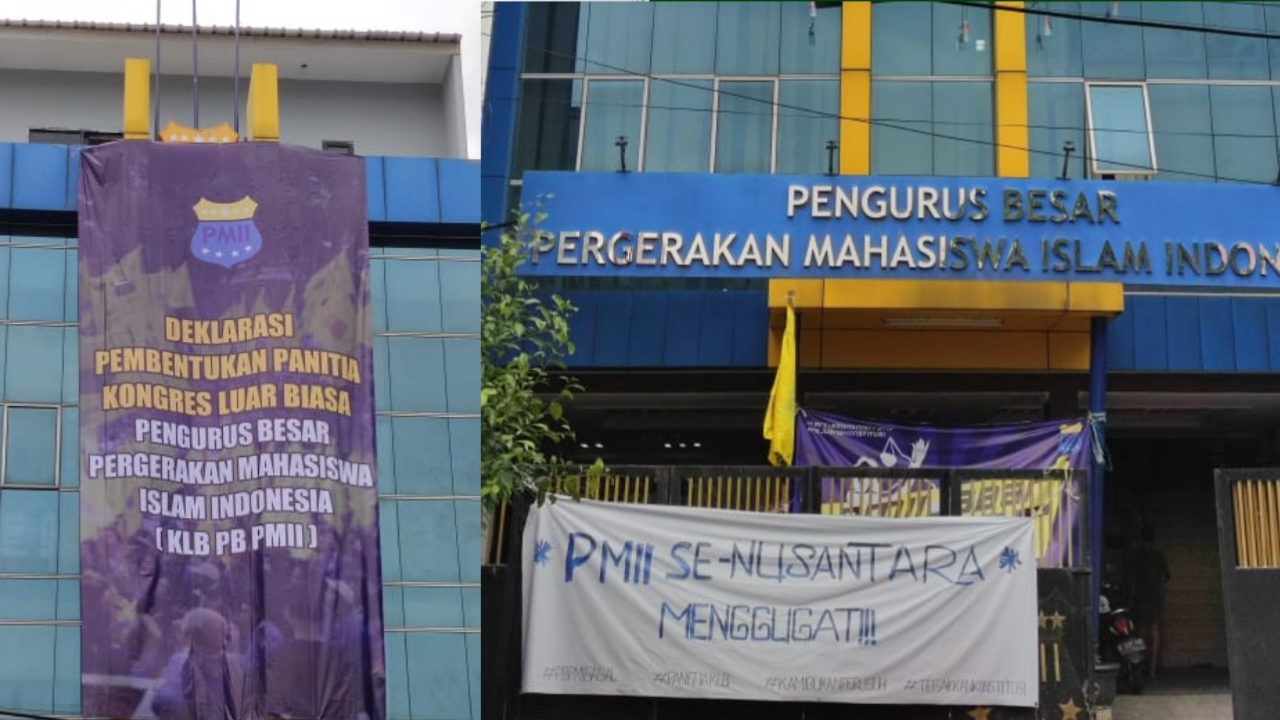 PMII
DEKLARASI
PEMBENTUKAN PANITIA
KONGRES LUAR BIASA
PENGURUS BESAR
PERGERAKAN MAHASISWA
ISLAM INDONESIA
( KLB PB PMII )
PENGURUS BESAR
PERGERAKAN MAHASISWA ISLAM INDON
* PMII SE-NUSANTARA *
MENGGUGAT!!!
#PANITIAKLB #KAMIBUKANPERUSUH